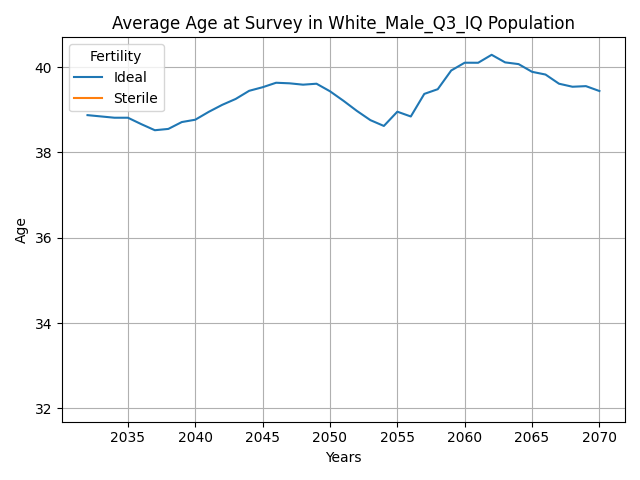 Average Age at Survey in White_Male_Q3_IQ Population
Fertility
Ideal
Sterile
40
38
36
34
32
Age
2035 2040 2045 2050 2055 2060 2065 2070
Years